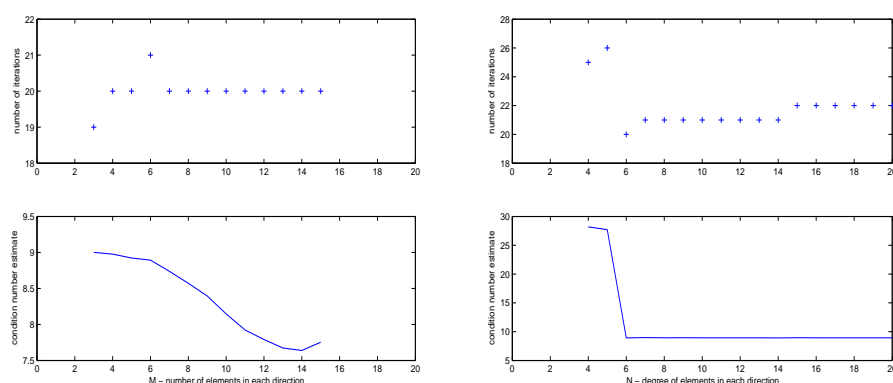 22
21
20
19
18
number of iterations
0 2 4 6 8 10 12 14 16 18 20
28
26
24
22
20
18
number of iterations
0 2 4 6 8 10 12 14 16 18 20
9.5
9
8.5
8
7.5
condition number estimate
0 2 4 6 8 10 12 14 16 18 20
M – number of elements in each direction
30
25
20
15
10
5
condition number estimate
0 2 4 6 8 10 12 14 16 18 20
N – degree of elements in each direction